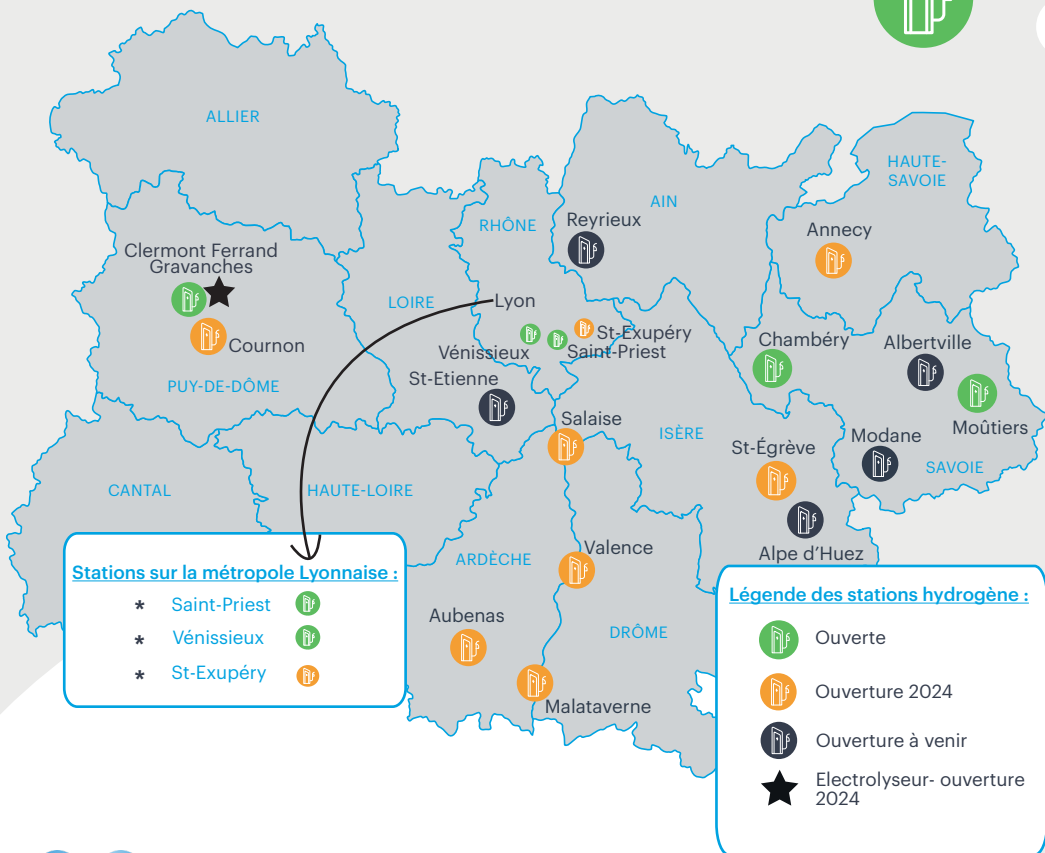 ALLIER
HAUTE-
SAVOIE
AIN
RHÔNE
Reyrieux
Annecy
Clermont Ferrand
Gravanches
LOIRE
Lyon
St-Exupéry
Cournon
Vénissieux
Saint-Priest
Chambéry
Albertville
PUY-DE-DÔME
St-Etienne
Salaise
ISÈRE
Moûtiers
St-Égrève
Modane
SAVOIE
CANTAL
HAUTE-LOIRE
Valence
Alpe d'Huez
ARDÈCHE
Stations sur la métropole Lyonnaise :
* Saint-Priest
* Vénissieux
* St-Exupéry
Aubenas
DRÔME
Malataverne
Légende des stations hydrogène :
Ouverte
Ouverture 2024
Ouverture à venir
Electrolyseur- ouverture
2024